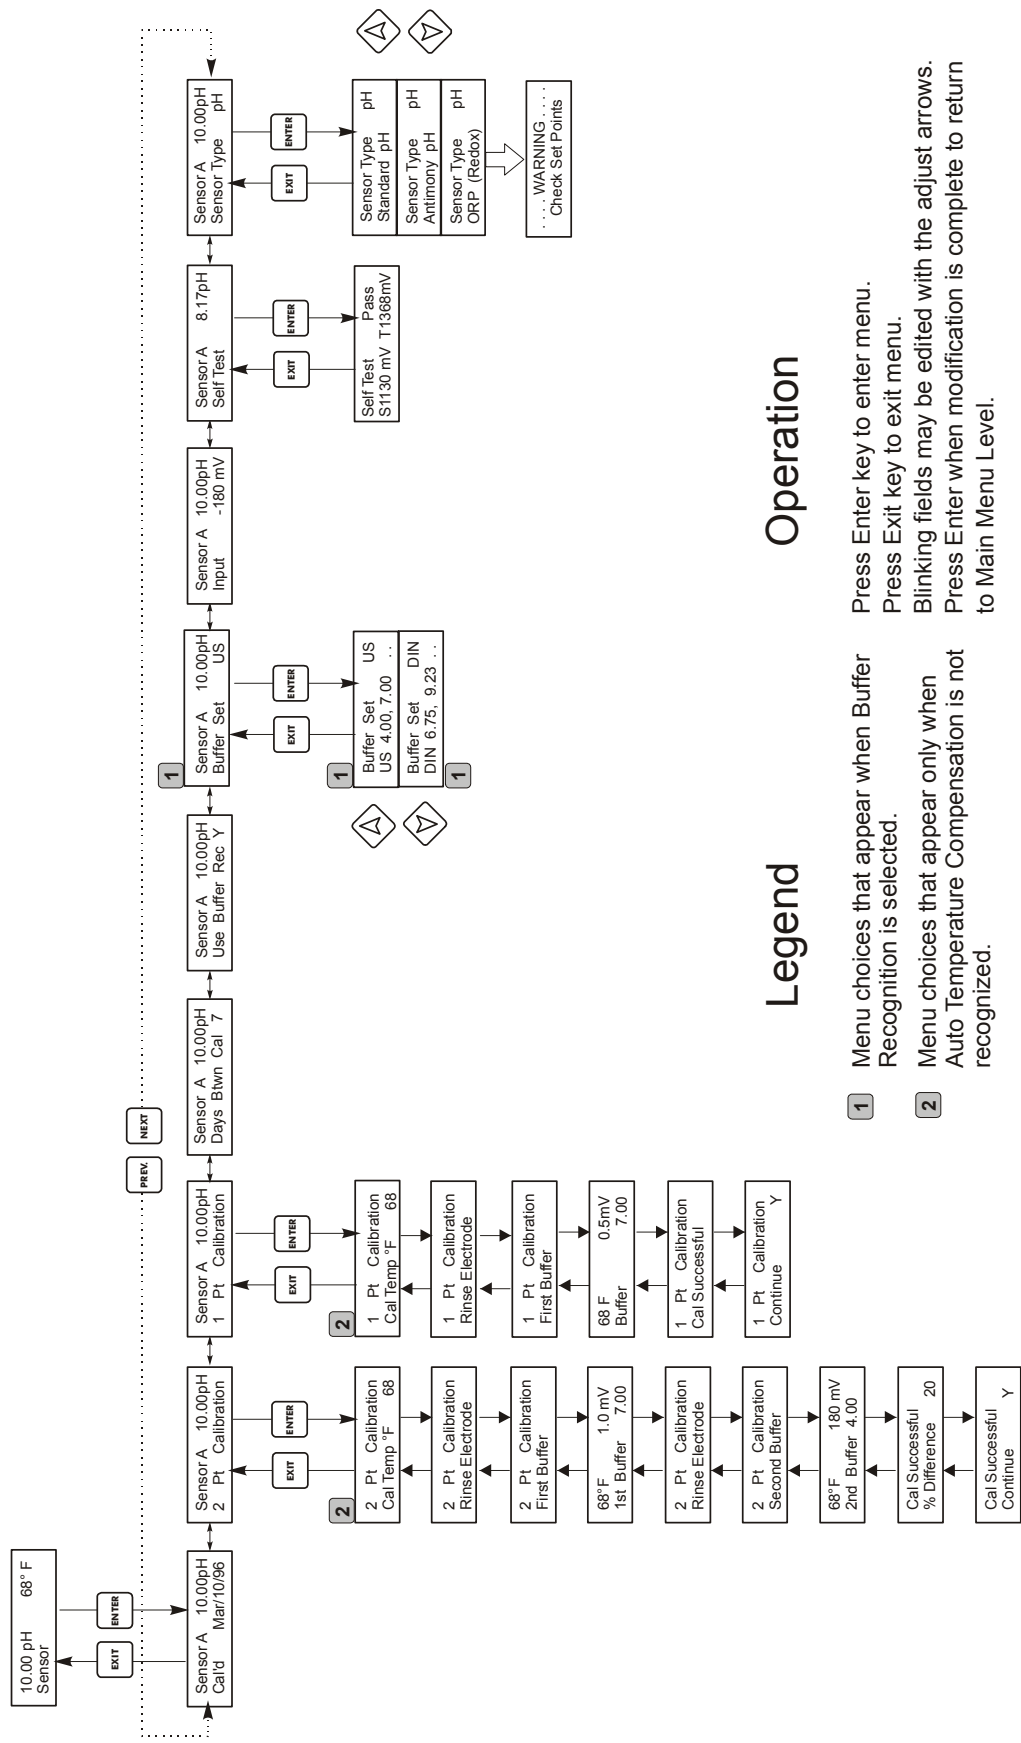 10.00 pH 68° F
Sensor
EXIT
ENTER
PREV.
NEXT
Sensor A 10.00pH
Cal'd Mar/10/96
Sensor A 10.00pH
2 Pt Calibration
EXIT
ENTER
2
2 Pt Calibration
Cal Temp °F 68
2 Pt Calibration
Rinse Electrode
2 Pt Calibration
First Buffer
68°F 1.0 mV
1st Buffer 7.00
2 Pt Calibration
Rinse Electrode
2 Pt Calibration
Second Buffer
68°F 180 mV
2nd Buffer 4.00
Cal Successful
% Difference 20
Cal Successful
Continue Y
Sensor A 10.00pH
1 Pt Calibration
EXIT
ENTER
2
1 Pt Calibration
Cal Temp °F 68
1 Pt Calibration
Rinse Electrode
1 Pt Calibration
First Buffer
68 F 0.5mV
Buffer 7.00
1 Pt Calibration
Cal Successful
1 Pt Calibration
Continue Y
Sensor A 10.00pH
Days Btwn Cal 7
Sensor A 10.00pH
Use Buffer Rec Y
1
Sensor A 10.00pH
Buffer Set US
EXIT
ENTER
1
Buffer Set US
US 4.00, 7.00 . .
Buffer Set DIN
DIN 6.75, 9.23 . .
1
Sensor A 10.00pH
Input -180 mV
Sensor A 8.17pH
Self Test
EXIT
ENTER
Self Test Pass
S1130 mV T1368mV
Sensor A 10.00pH
Sensor Type pH
EXIT
ENTER
Sensor Type pH
Standard pH
Sensor Type pH
Antimony pH
Sensor Type pH
ORP (Redox)
. . . . WARNING . . . .
Check Set Points
Legend
1 Menu choices that appear when Buffer
Recognition is selected.
2 Menu choices that appear only when
Auto Temperature Compensation is not
recognized.
Operation
Press Enter key to enter menu.
Press Exit key to exit menu.
Blinking fields may be edited with the adjust arrows.
Press Enter when modification is complete to return
to Main Menu Level.